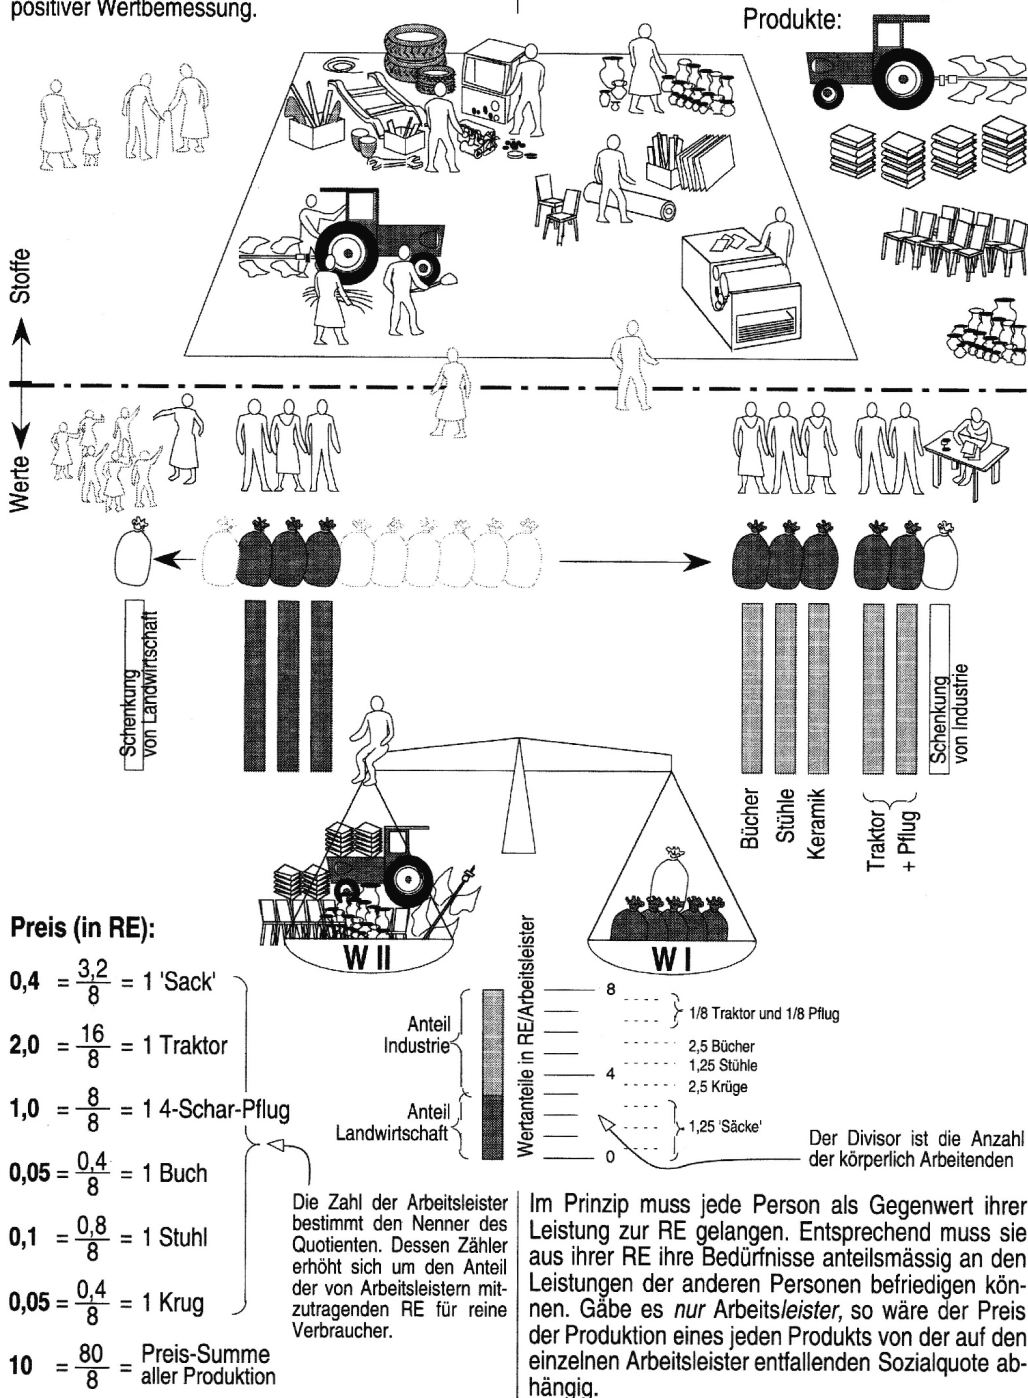 positiver Wertbemessung.
Produkte:
Stoffe
Werte
Schenkung
von Landwirtschaft
Schenkung
von Industrie
Bücher
Stühle
Keramik
Traktor
+ Pflug
W II
W I
Preis (in RE):
0,4 = 3,2/8 = 1 'Sack'
2,0 = 16/8 = 1 Traktor
1,0 = 8/8 = 1 4-Schar-Pflug
0,05 = 0,4/8 = 1 Buch
0,1 = 0,8/8 = 1 Stuhl
0,05 = 0,4/8 = 1 Krug
10 = 80/8 = Preis-Summe
aller Produktion
Anteil
Industrie
Anteil
Landwirtschaft
Wertanteile in RE/Arbeitsleister
8
4
0
1/8 Traktor und 1/8 Pflug
2,5 Bücher
1,25 Stühle
2,5 Krüge
1,25 'Säcke'
Der Divisor ist die Anzahl
der körperlich Arbeitenden
Die Zahl der Arbeitsleister
bestimmt den Nenner des
Quotienten. Dessen Zähler
erhöht sich um den Anteil
der von Arbeitsleistern mit-
zutragenden RE für reine
Verbraucher.
Im Prinzip muss jede Person als Gegenwert ihrer
Leistung zur RE gelangen. Entsprechend muss sie
aus ihrer RE ihre Bedürfnisse anteilsmässig an den
Leistungen der anderen Personen befriedigen kön-
nen. Gäbe es nur Arbeitsleister, so wäre der Preis
der Produktion eines jeden Produkts von der auf den
einzelnen Arbeitsleister entfallenden Sozialquote ab-
hängig.